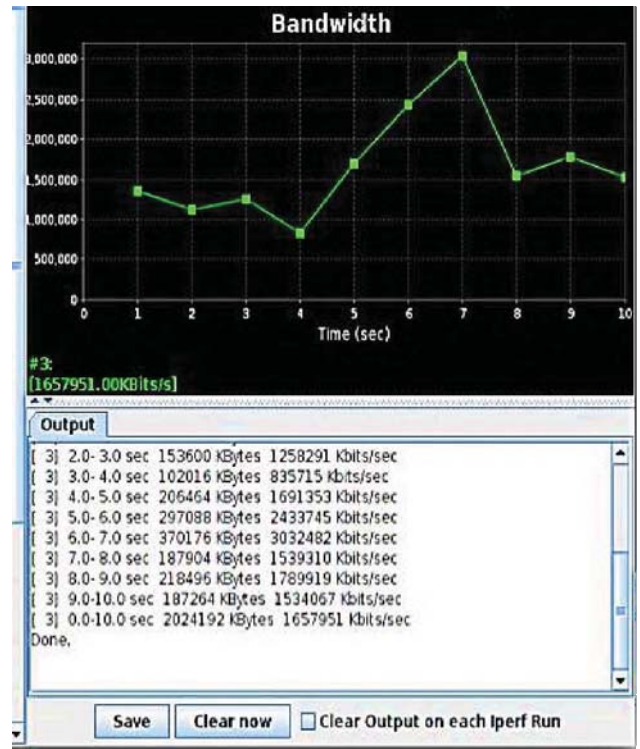 Bandwidth
3,000,000
2,500,000
2,000,000
1,500,000
1,000,000
500,000
0
0 1 2 3 4 5 6 7 8 9 10
Time (sec)
#3:
[1657951.00KBits/s]
Output
[ 3] 2.0- 3.0 sec 153600 KBytes 1258291 Kbits/sec
[ 3] 3.0- 4.0 sec 102016 KBytes 835715 Kbits/sec
[ 3] 4.0- 5.0 sec 206464 KBytes 1691353 Kbits/sec
[ 3] 5.0- 6.0 sec 297088 KBytes 2433745 Kbits/sec
[ 3] 6.0- 7.0 sec 370176 KBytes 3032482 Kbits/sec
[ 3] 7.0- 8.0 sec 187904 KBytes 1539310 Kbits/sec
[ 3] 8.0- 9.0 sec 218496 KBytes 1789919 Kbits/sec
[ 3] 9.0-10.0 sec 187264 KBytes 1534067 Kbits/sec
[ 3] 0.0-10.0 sec 2024192 KBytes 1657951 Kbits/sec
Done.
Save Clear now Clear Output on each Iperf Run